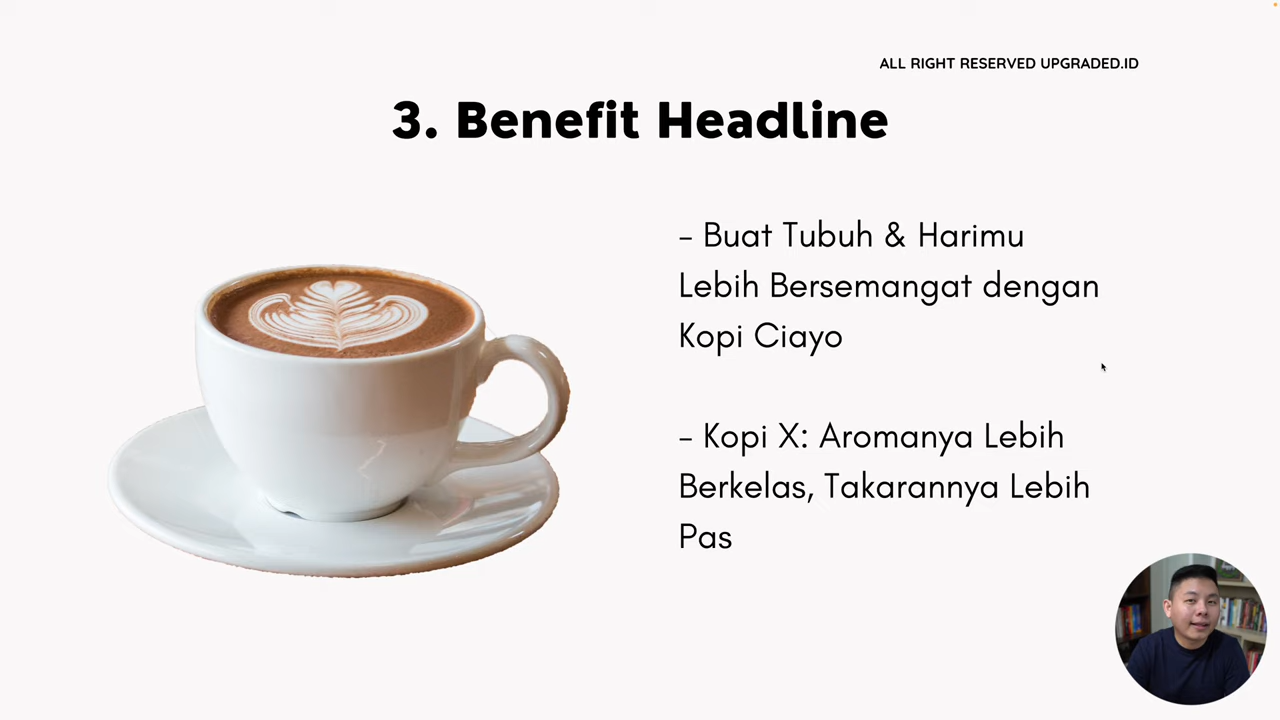 ALL RIGHT RESERVED UPGRADED.ID
3. Benefit Headline
- Buat Tubuh & Harimu
Lebih Bersemangat dengan
Kopi Ciayo
- Kopi X: Aromanya Lebih
Berkelas, Takarannya Lebih
Pas